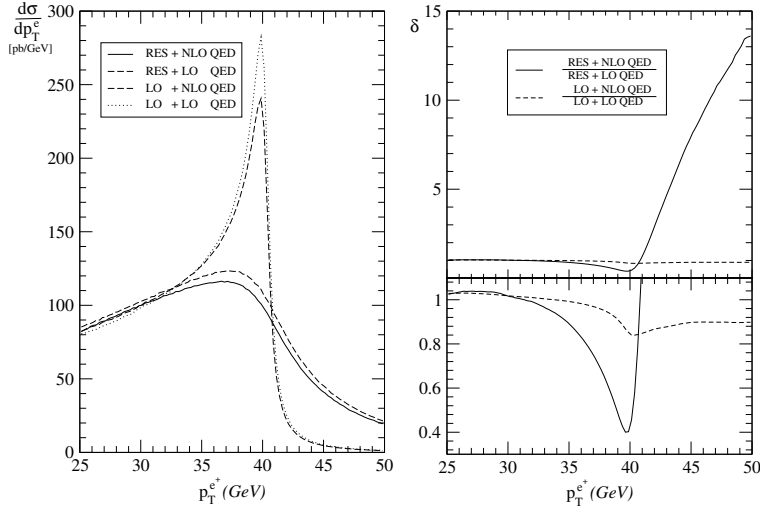 dσ
dp_T^e
[pb/GeV]
300
250
200
150
100
50
0
RES + NLO QED
RES + LO QED
LO + NLO QED
LO + LO QED
25 30 35 40 45 50
p_T^{e^+} (GeV)
δ
15
10
5
RES + NLO QED
RES + LO QED
LO + NLO QED
LO + LO QED
1
0.8
0.6
0.4
25 30 35 40 45 50
p_T^{e^+} (GeV)